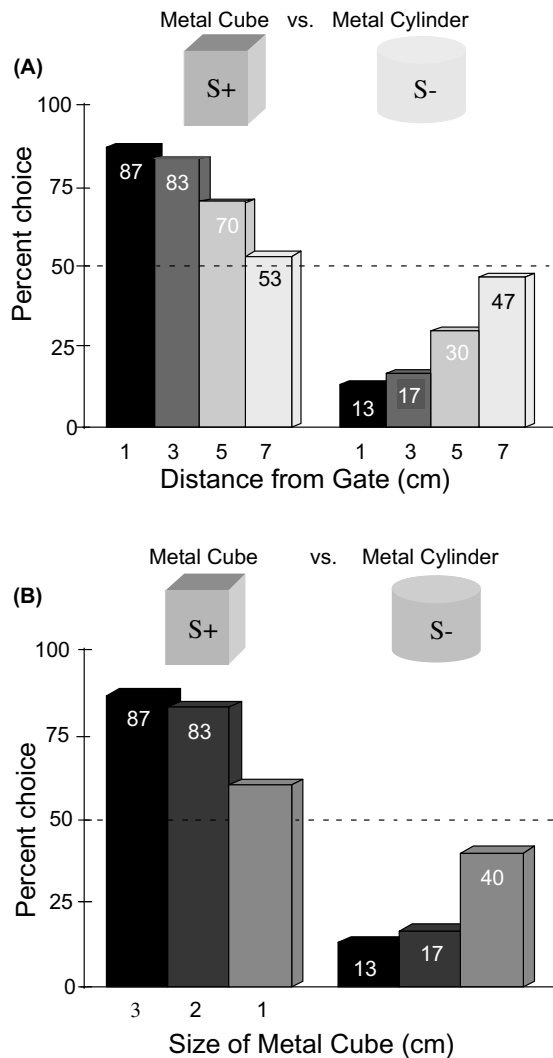 Metal Cube vs. Metal Cylinder
(A)
S+ S-
100
75
50
25
0
Percent choice
87 83 70 53
13 17 30 47
1 3 5 7 1 3 5 7
Distance from Gate (cm)
Metal Cube vs. Metal Cylinder
(B)
S+ S-
100
75
50
25
0
Percent choice
87 83
13 17 40
3 2 1
Size of Metal Cube (cm)